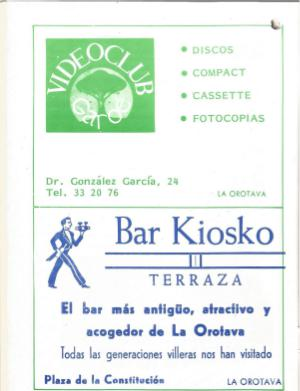 VIDEOCLUB
Garoé
• DISCOS
• COMPACT
• CASSETTE
• FOTOCOPIAS
Dr. González García, 24
Tel. 33 20 76
LA OROTAVA
Bar Kiosko
TERRAZA
El bar más antigüo, atractivo y
acogedor de La Orotava
Todas las generaciones villeras nos han visitado
Plaza de la Constitución
LA OROTAVA